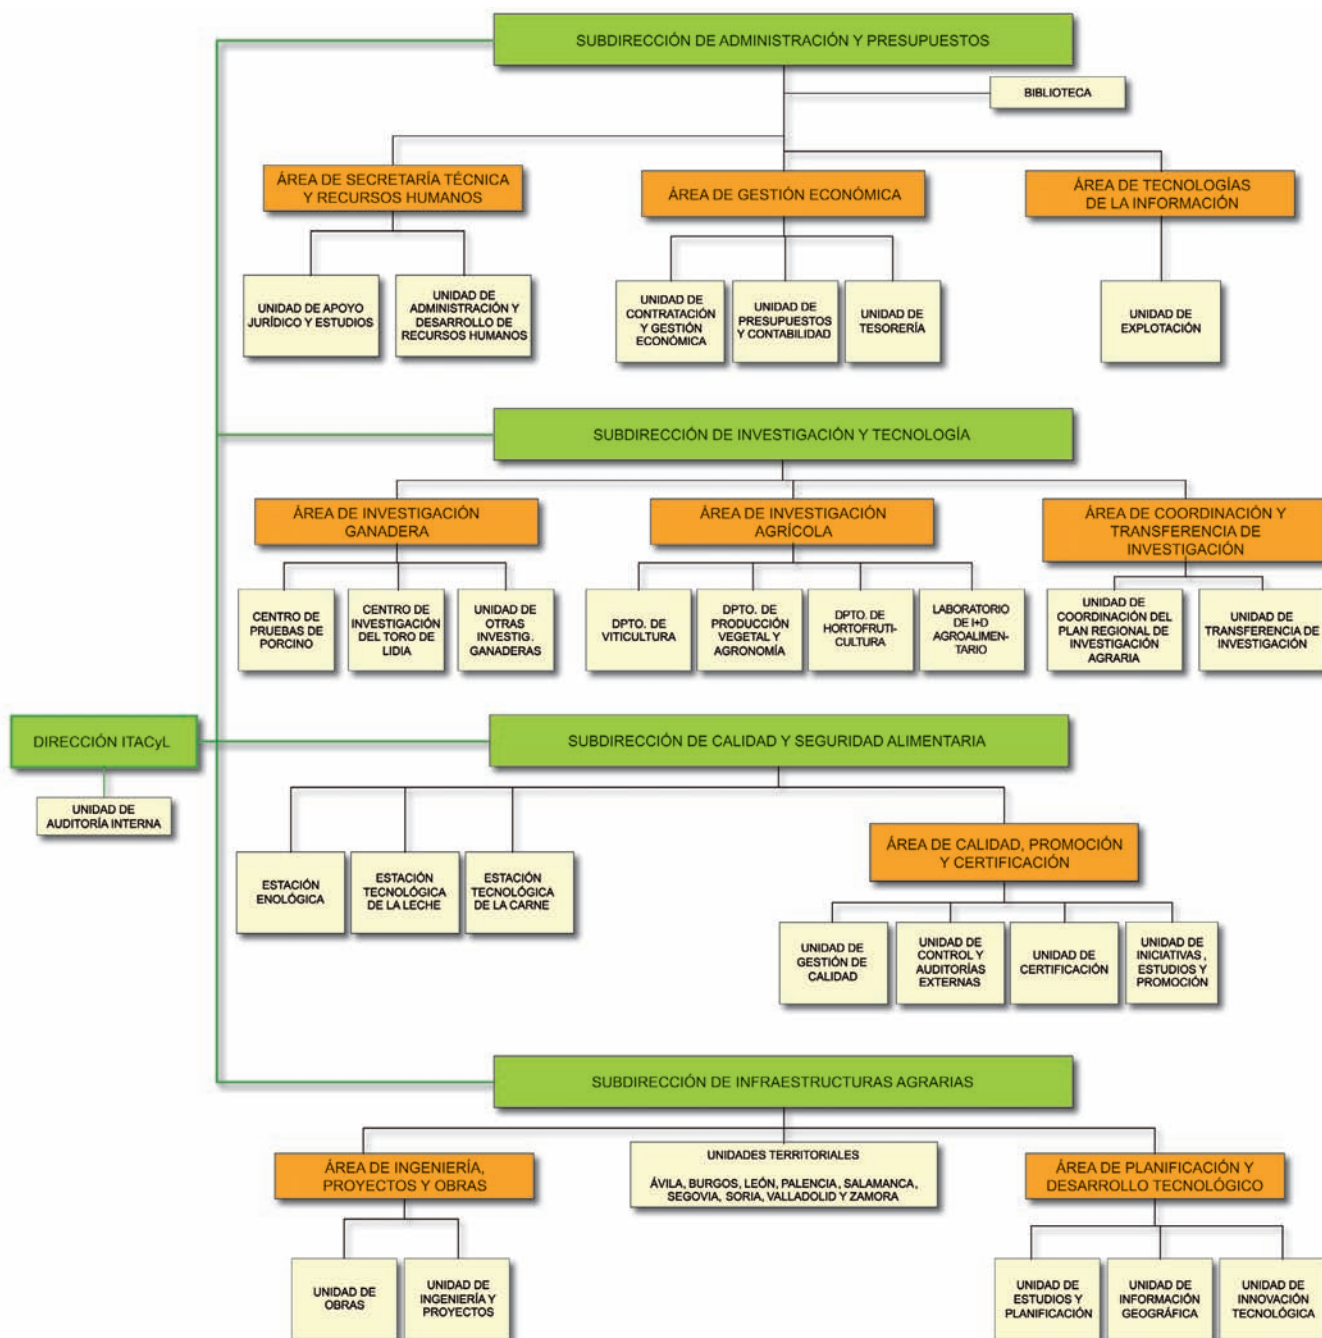 SUBDIRECCIÓN DE ADMINISTRACIÓN Y PRESUPUESTOS
BIBLIOTECA
ÁREA DE SECRETARÍA TÉCNICA
Y RECURSOS HUMANOS
ÁREA DE GESTIÓN ECONÓMICA
ÁREA DE TECNOLOGÍAS
DE LA INFORMACIÓN
UNIDAD DE APOYO
JURÍDICO Y ESTUDIOS
UNIDAD DE
ADMINISTRACIÓN Y
DESARROLLO DE
RECURSOS HUMANOS
UNIDAD DE
CONTRATACIÓN
Y GESTIÓN
ECONÓMICA
UNIDAD DE
PRESUPUESTOS
Y CONTABILIDAD
UNIDAD DE
TESORERÍA
UNIDAD DE
EXPLOTACIÓN
SUBDIRECCIÓN DE INVESTIGACIÓN Y TECNOLOGÍA
ÁREA DE INVESTIGACIÓN
GANADERA
ÁREA DE INVESTIGACIÓN
AGRÍCOLA
ÁREA DE COORDINACIÓN Y
TRANSFERENCIA DE
INVESTIGACIÓN
CENTRO DE
PRUEBAS DE
PORCINO
CENTRO DE
INVESTIGACIÓN
DEL TORO DE
LIDIA
UNIDAD DE
OTRAS
INVESTIG.
GANADERAS
DPTO. DE
VITICULTURA
DPTO. DE
PRODUCCIÓN
VEGETAL Y
AGRONOMÍA
DPTO. DE
HORTOFRUTI-
CULTURA
LABORATORIO
DE I+D
AGROALIMEN-
TARIO
UNIDAD DE
COORDINACIÓN DEL
PLAN REGIONAL DE
INVESTIGACIÓN
AGRARIA
UNIDAD DE
TRANSFERENCIA DE
INVESTIGACIÓN
DIRECCIÓN ITACyL
UNIDAD DE
AUDITORÍA INTERNA
SUBDIRECCIÓN DE CALIDAD Y SEGURIDAD ALIMENTARIA
ESTACIÓN
ENOLÓGICA
ESTACIÓN
TECNOLÓGICA
DE LA LECHE
ESTACIÓN
TECNOLÓGICA
DE LA CARNE
ÁREA DE CALIDAD, PROMOCIÓN
Y CERTIFICACIÓN
UNIDAD DE
GESTIÓN DE
CALIDAD
UNIDAD DE
CONTROL Y
AUDITORÍAS
EXTERNAS
UNIDAD DE
CERTIFICACIÓN
UNIDAD DE
INICIATIVAS,
ESTUDIOS Y
PROMOCIÓN
SUBDIRECCIÓN DE INFRAESTRUCTURAS AGRARIAS
ÁREA DE INGENIERÍA,
PROYECTOS Y OBRAS
UNIDADES TERRITORIALES
ÁVILA, BURGOS, LEÓN, PALENCIA, SALAMANCA,
SEGOVIA, SORIA, VALLADOLID Y ZAMORA
ÁREA DE PLANIFICACIÓN Y
DESARROLLO TECNOLÓGICO
UNIDAD DE
OBRAS
UNIDAD DE
INGENIERÍA Y
PROYECTOS
UNIDAD DE
ESTUDIOS Y
PLANIFICACIÓN
UNIDAD DE
INFORMACIÓN
GEOGRÁFICA
UNIDAD DE
INNOVACIÓN
TECNOLÓGICA